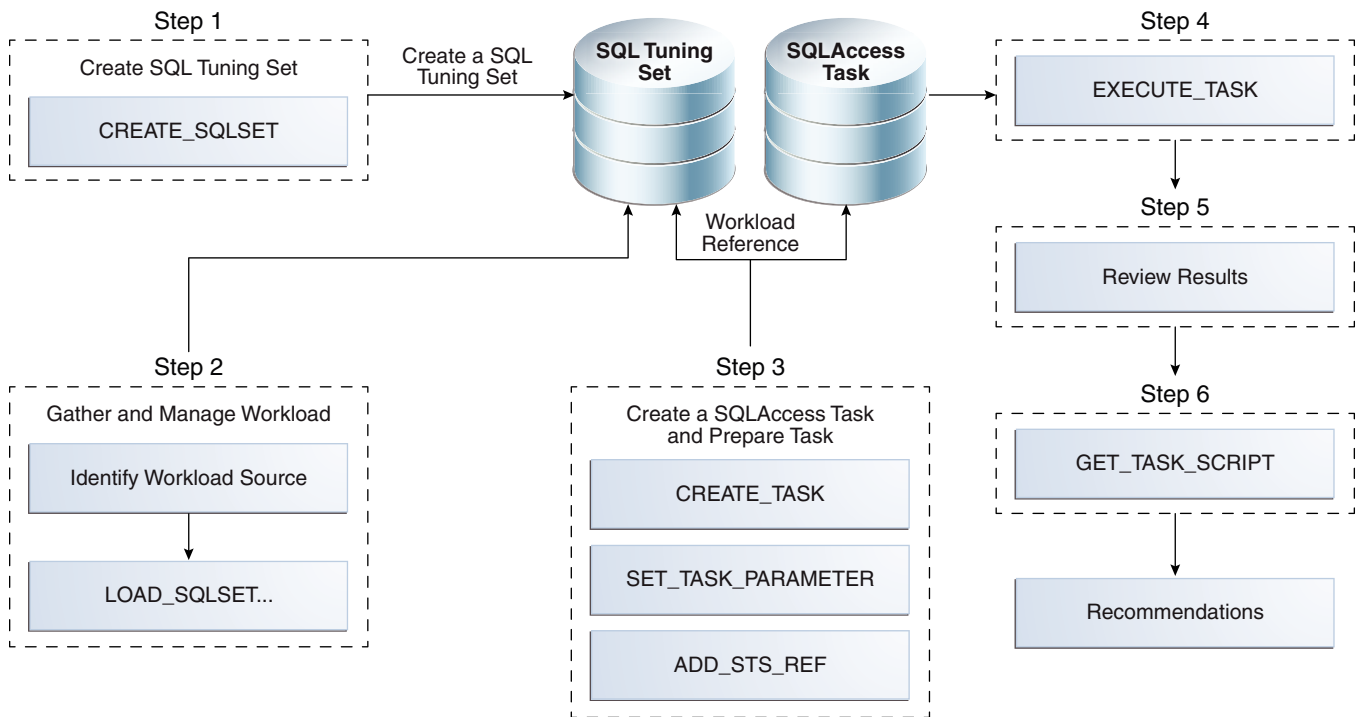 Step 1
Create SQL Tuning Set
CREATE_SQLSET
Create a SQL
Tuning Set
SQL Tuning
Set
SQLAccess
Task
Workload
Reference
Step 2
Gather and Manage Workload
Identify Workload Source
LOAD_SQLSET...
Step 3
Create a SQLAccess Task
and Prepare Task
CREATE_TASK
SET_TASK_PARAMETER
ADD_STS_REF
Step 4
EXECUTE_TASK
Step 5
Review Results
Step 6
GET_TASK_SCRIPT
Recommendations